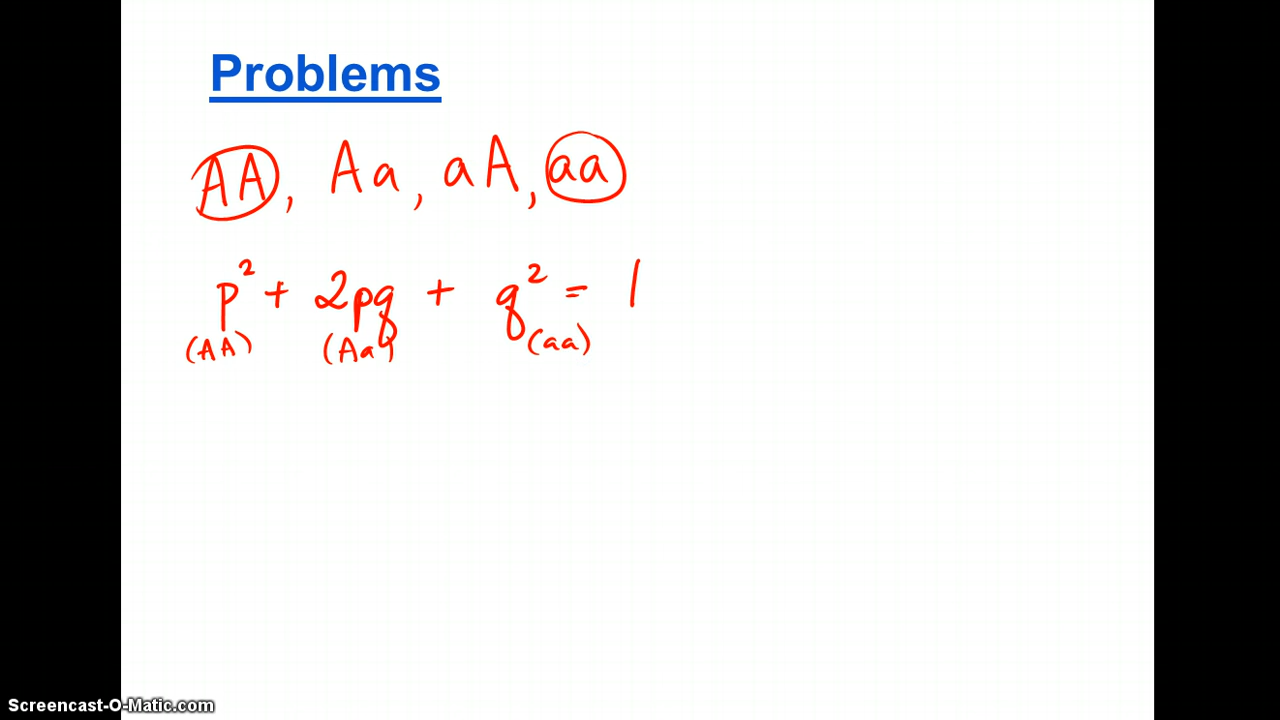 Problems
AA, Aa, aA, aa
p² + 2pq + q² = 1
(AA) (Aa) (aa)
Screencast-O-Matic.com